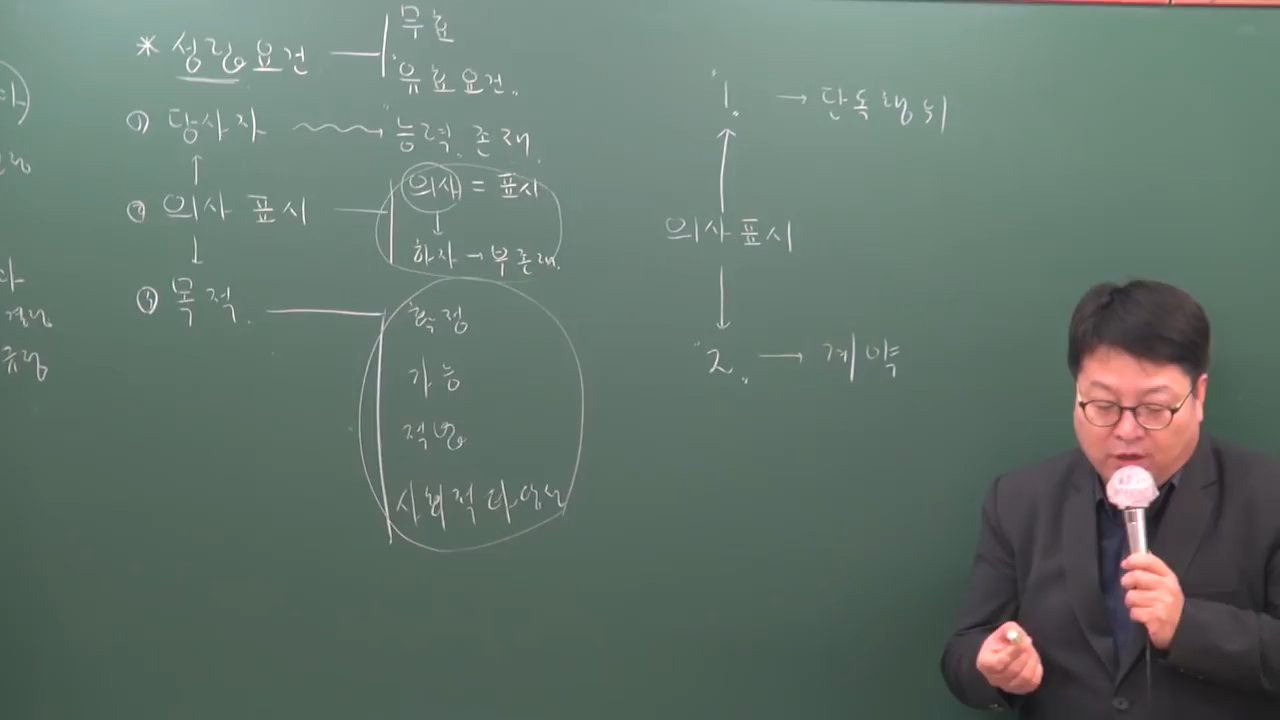 * 성립요건 — 무효
유효요건
① 당사자 → 능력 존재.
② 의사표시 — 의사 = 표시
↓
하자 → 부존재.
③ 목적. — 확정
가능
적법
사회적 타당성
1. → 단독행위
↑
의사표시
↓
2. → 계약